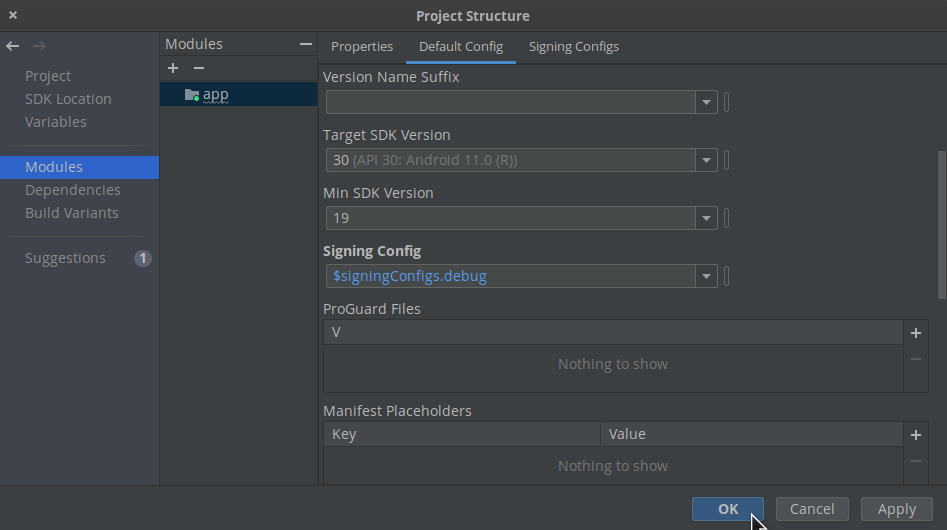 Project Structure
Project
SDK Location
Variables
Modules
Dependencies
Build Variants
Suggestions 1
Modules
app
Properties Default Config Signing Configs
Version Name Suffix
Target SDK Version
30 (API 30: Android 11.0 (R))
Min SDK Version
19
Signing Config
$signingConfigs.debug
ProGuard Files
V
Nothing to show
Manifest Placeholders
Key Value
Nothing to show
OK Cancel Apply